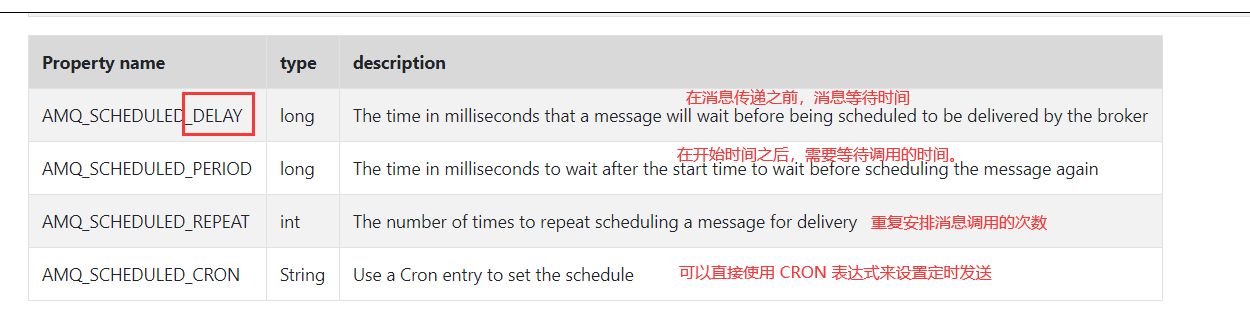 Property name type description
在消息传递之前，消息等待时间
AMQ_SCHEDULED_DELAY long The time in milliseconds that a message will wait before being scheduled to be delivered by the broker
在开始时间之后，需要等待调用的时间。
AMQ_SCHEDULED_PERIOD long The time in milliseconds to wait after the start time to wait before scheduling the message again
AMQ_SCHEDULED_REPEAT int The number of times to repeat scheduling a message for delivery 重复安排消息调用的次数
AMQ_SCHEDULED_CRON String Use a Cron entry to set the schedule 可以直接使用 CRON 表达式来设置定时发送